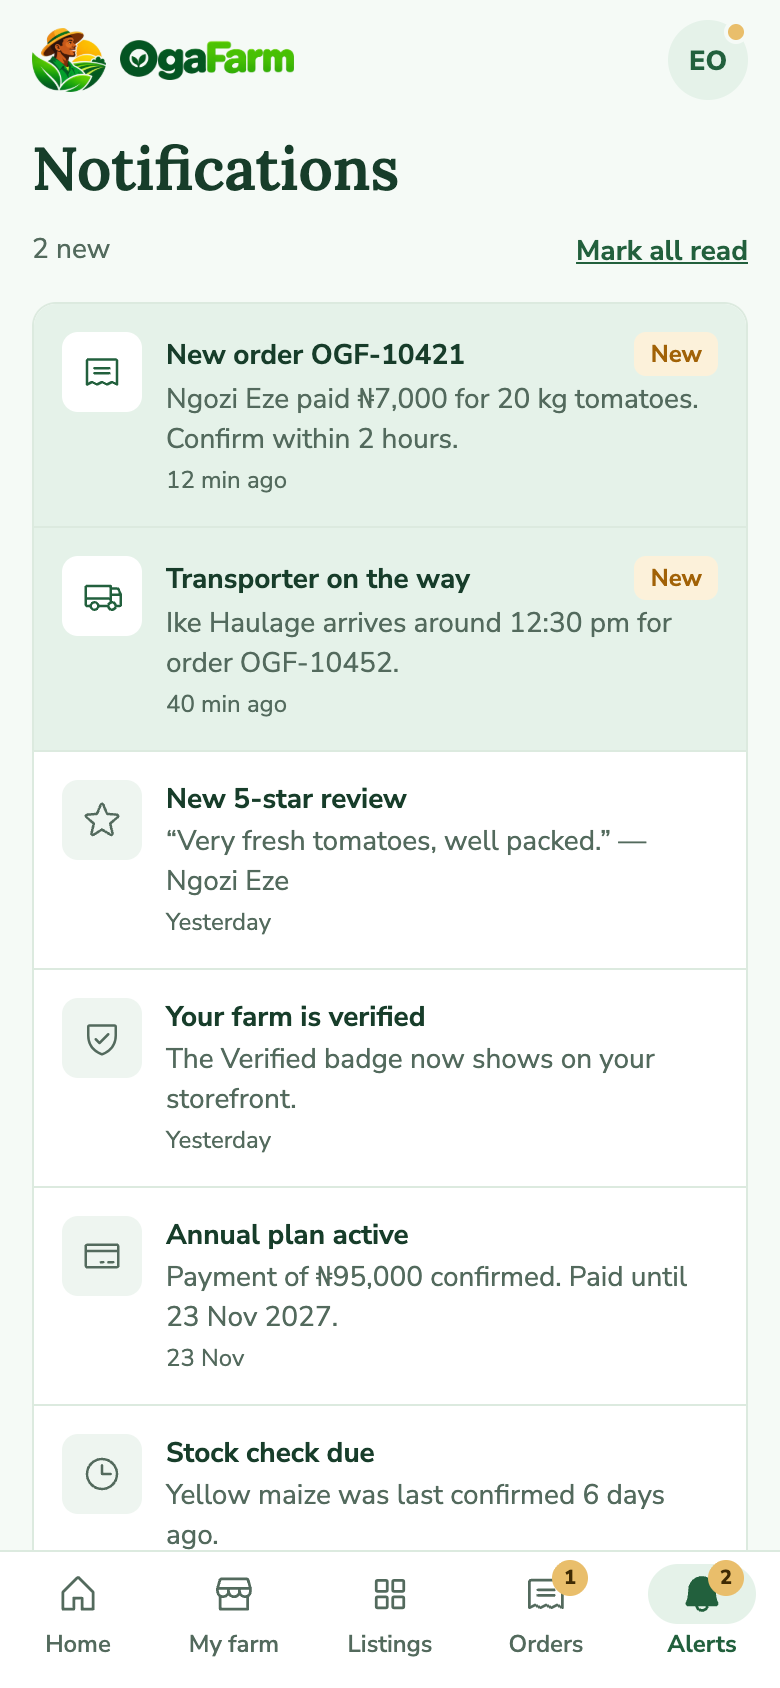 OgaFarm
EO
Notifications
2 new
Mark all read
New order OGF-10421
New
Ngozi Eze paid ₦7,000 for 20 kg tomatoes.
Confirm within 2 hours.
12 min ago
Transporter on the way
New
Ike Haulage arrives around 12:30 pm for
order OGF-10452.
40 min ago
New 5-star review
“Very fresh tomatoes, well packed.” —
Ngozi Eze
Yesterday
Your farm is verified
The Verified badge now shows on your
storefront.
Yesterday
Annual plan active
Payment of ₦95,000 confirmed. Paid until
23 Nov 2027.
23 Nov
Stock check due
Yellow maize was last confirmed 6 days
ago.
1
2
Home
My farm
Listings
Orders
Alerts